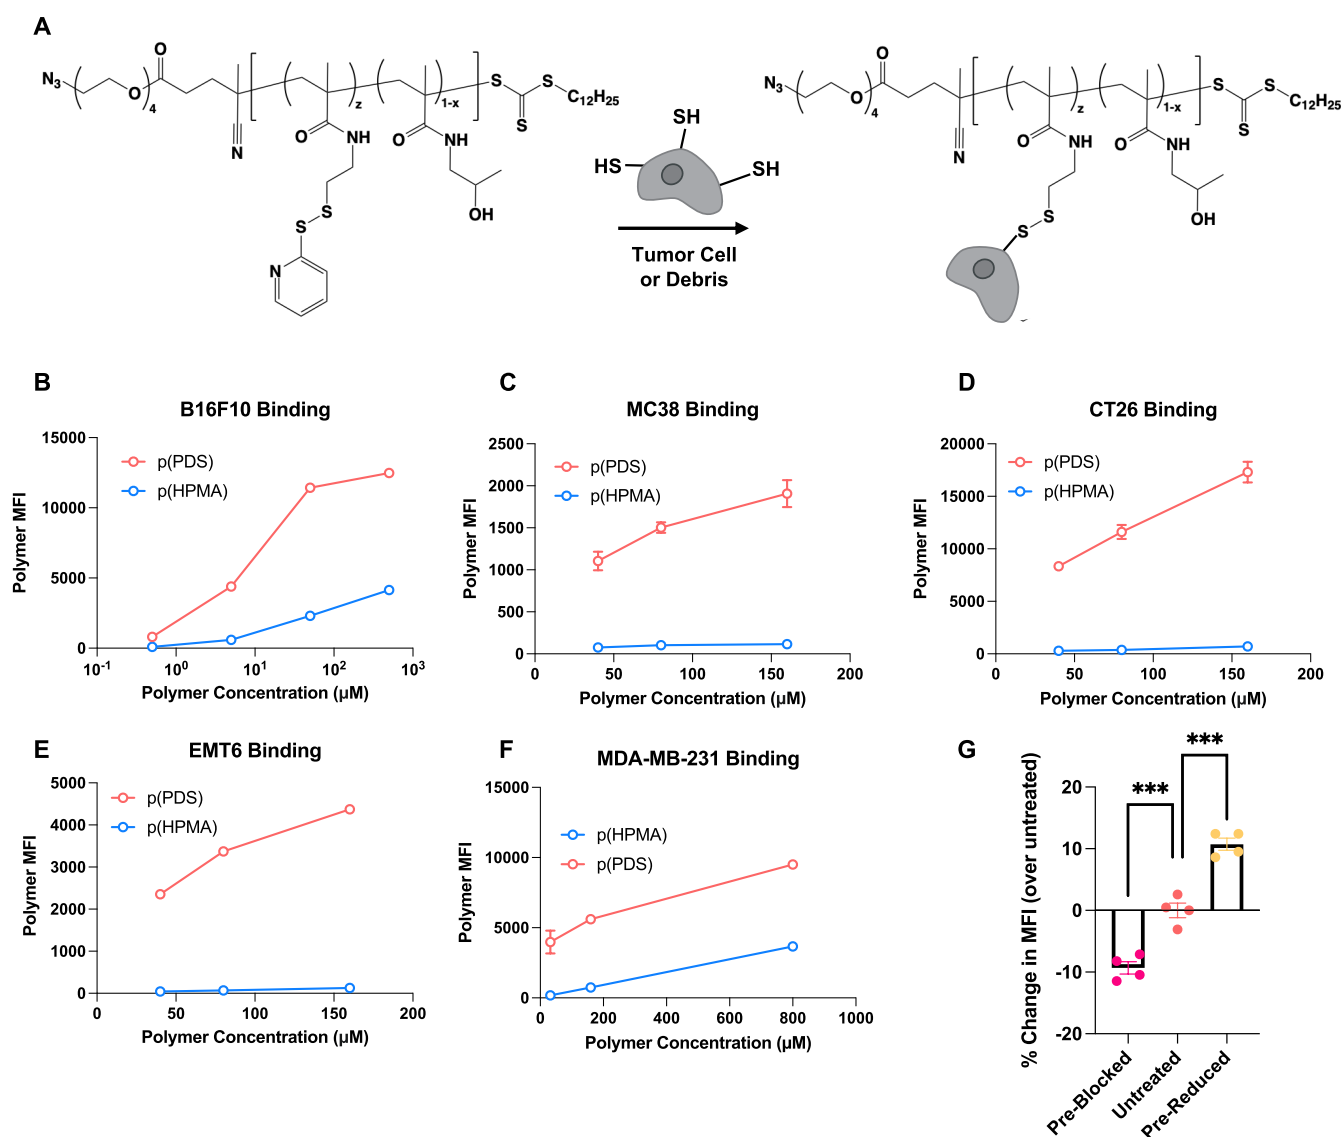 A
N₃
O
4
O
N
z
1-x
O
NH
O
NH
S
S
S
C₁₂H₂₅
S
S
N
OH
SH
HS
SH
Tumor Cell
or Debris
N₃
O
4
O
N
z
1-x
O
NH
O
NH
S
S
S
C₁₂H₂₅
S
S
OH
B
B16F10 Binding
Polymer MFI
15000
10000
5000
0
p(PDS)
p(HPMA)
10⁻¹ 10⁰ 10¹ 10² 10³
Polymer Concentration (µM)
C
MC38 Binding
Polymer MFI
2500
2000
1500
1000
500
0
p(PDS)
p(HPMA)
0 50 100 150 200
Polymer Concentration (µM)
D
CT26 Binding
Polymer MFI
20000
15000
10000
5000
0
p(PDS)
p(HPMA)
0 50 100 150 200
Polymer Concentration (µM)
E
EMT6 Binding
Polymer MFI
5000
4000
3000
2000
1000
0
p(PDS)
p(HPMA)
0 50 100 150 200
Polymer Concentration (µM)
F
MDA-MB-231 Binding
Polymer MFI
15000
10000
5000
0
p(HPMA)
p(PDS)
0 200 400 600 800 1000
Polymer Concentration (µM)
G
% Change in MFI (over untreated)
20
10
0
-10
-20
***
***
Pre-Blocked
Untreated
Pre-Reduced